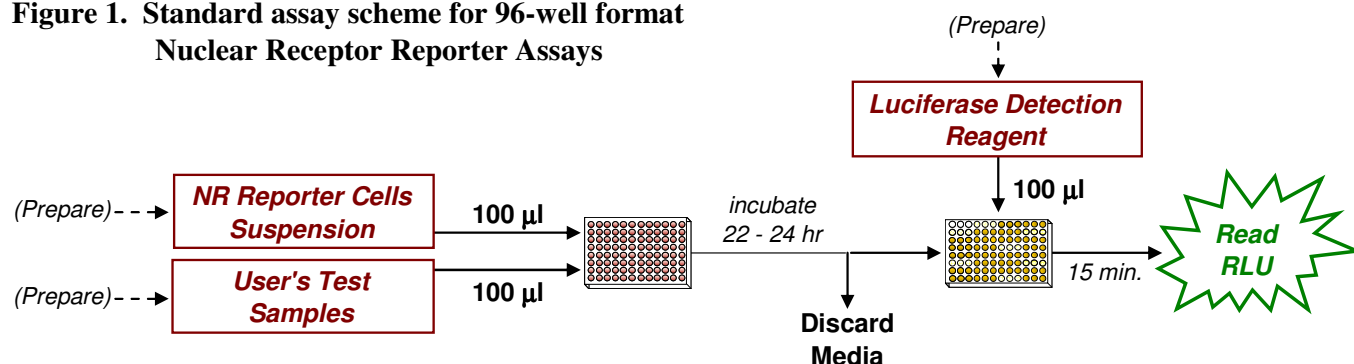 Figure 1.  Standard assay scheme for 96-well format
Nuclear Receptor Reporter Assays
(Prepare)
Luciferase Detection
Reagent
100 μl
(Prepare)
NR Reporter Cells
Suspension
100 μl
(Prepare)
User's Test
Samples
100 μl
incubate
22 - 24 hr
Discard
Media
15 min.
Read
RLU